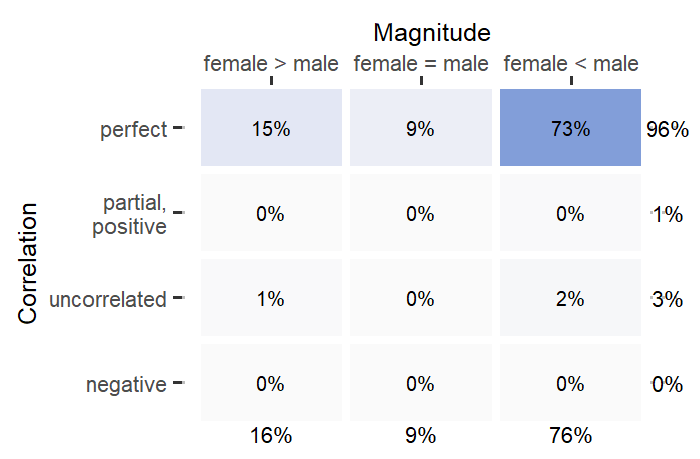 Magnitude
female > male female = male female < male
perfect 15% 9% 73% 96%
partial,
positive 0% 0% 0% 1%
uncorrelated 1% 0% 2% 3%
negative 0% 0% 0% 0%
16% 9% 76%
Correlation